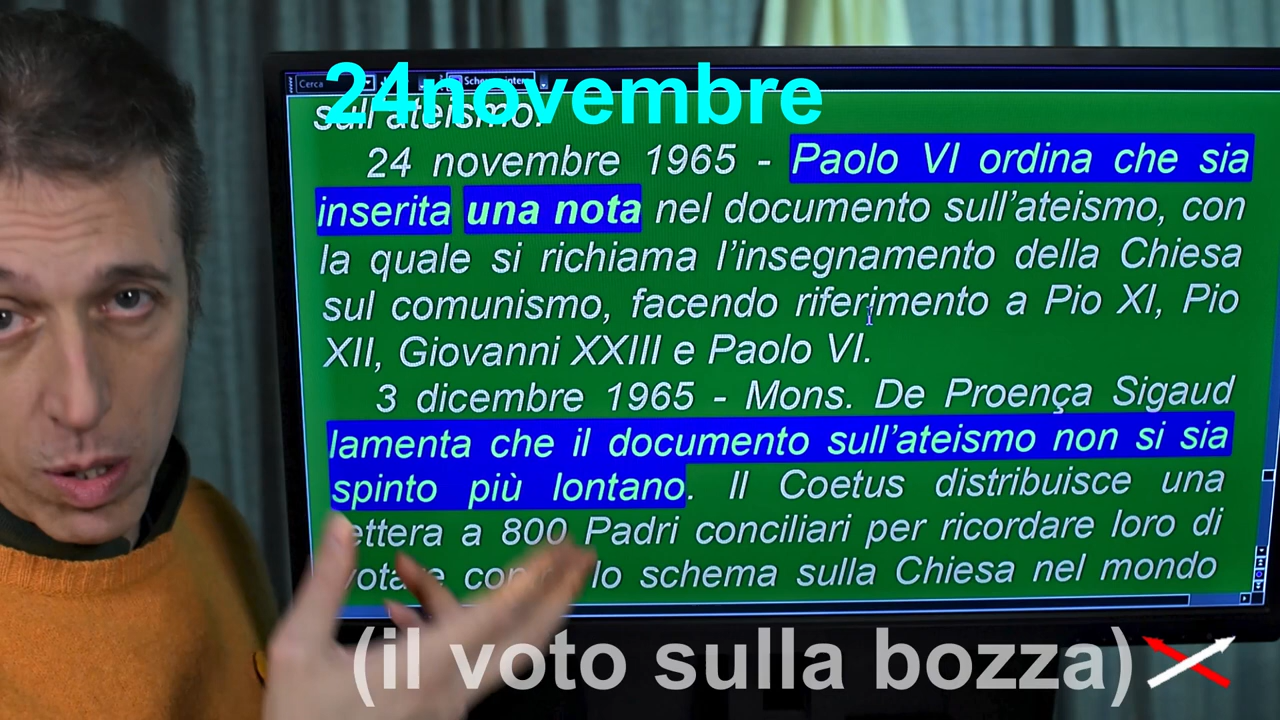 Cerca
24novembre
sull'ateismo.
24 novembre 1965 - Paolo VI ordina che sia
inserita una nota nel documento sull'ateismo, con
la quale si richiama l'insegnamento della Chiesa
sul comunismo, facendo riferimento a Pio XI, Pio
XII, Giovanni XXIII e Paolo VI.
3 dicembre 1965 - Mons. De Proença Sigaud
lamenta che il documento sull'ateismo non si sia
spinto più lontano. Il Coetus distribuisce una
lettera a 800 Padri conciliari per ricordare loro di
lo schema sulla Chiesa nel mondo
(il voto sulla bozza)